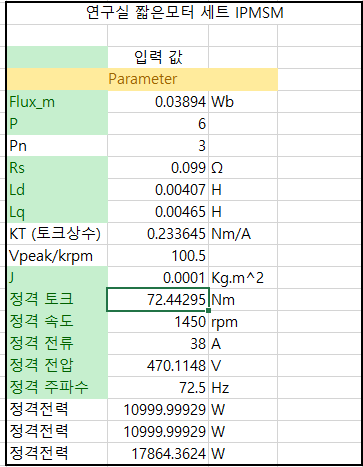 연구실 짧은모터 세트 IPMSM
입력 값
Parameter
Flux_m 0.03894 Wb
P 6
Pn 3
Rs 0.099 Ω
Ld 0.00407 H
Lq 0.00465 H
KT (토크상수) 0.233645 Nm/A
Vpeak/krpm 100.5
J 0.0001 Kg.m^2
정격 토크 72.44295 Nm
정격 속도 1450 rpm
정격 전류 38 A
정격 전압 470.1148 V
정격 주파수 72.5 Hz
정격전력 10999.99929 W
정격전력 10999.99929 W
정격전력 17864.3624 W